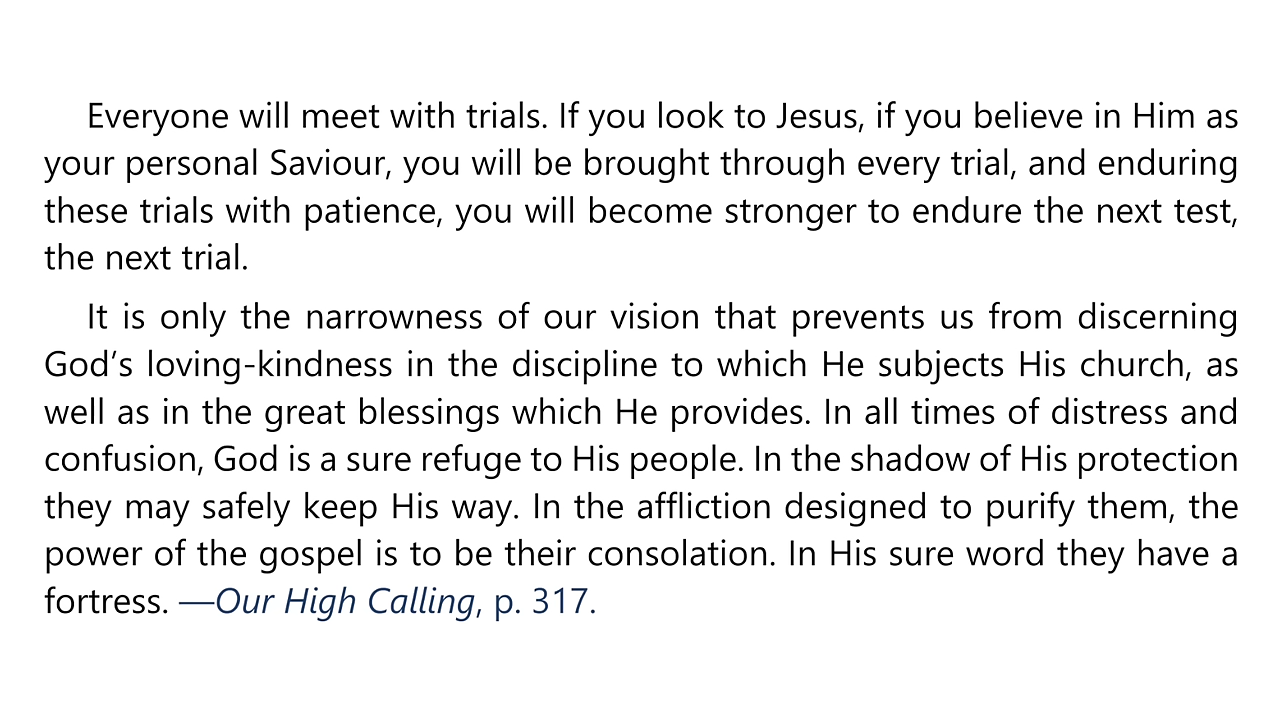 Everyone will meet with trials. If you look to Jesus, if you believe in Him as
your personal Saviour, you will be brought through every trial, and enduring
these trials with patience, you will become stronger to endure the next test,
the next trial.
It is only the narrowness of our vision that prevents us from discerning
God’s loving-kindness in the discipline to which He subjects His church, as
well as in the great blessings which He provides. In all times of distress and
confusion, God is a sure refuge to His people. In the shadow of His protection
they may safely keep His way. In the affliction designed to purify them, the
power of the gospel is to be their consolation. In His sure word they have a
fortress. —Our High Calling, p. 317.